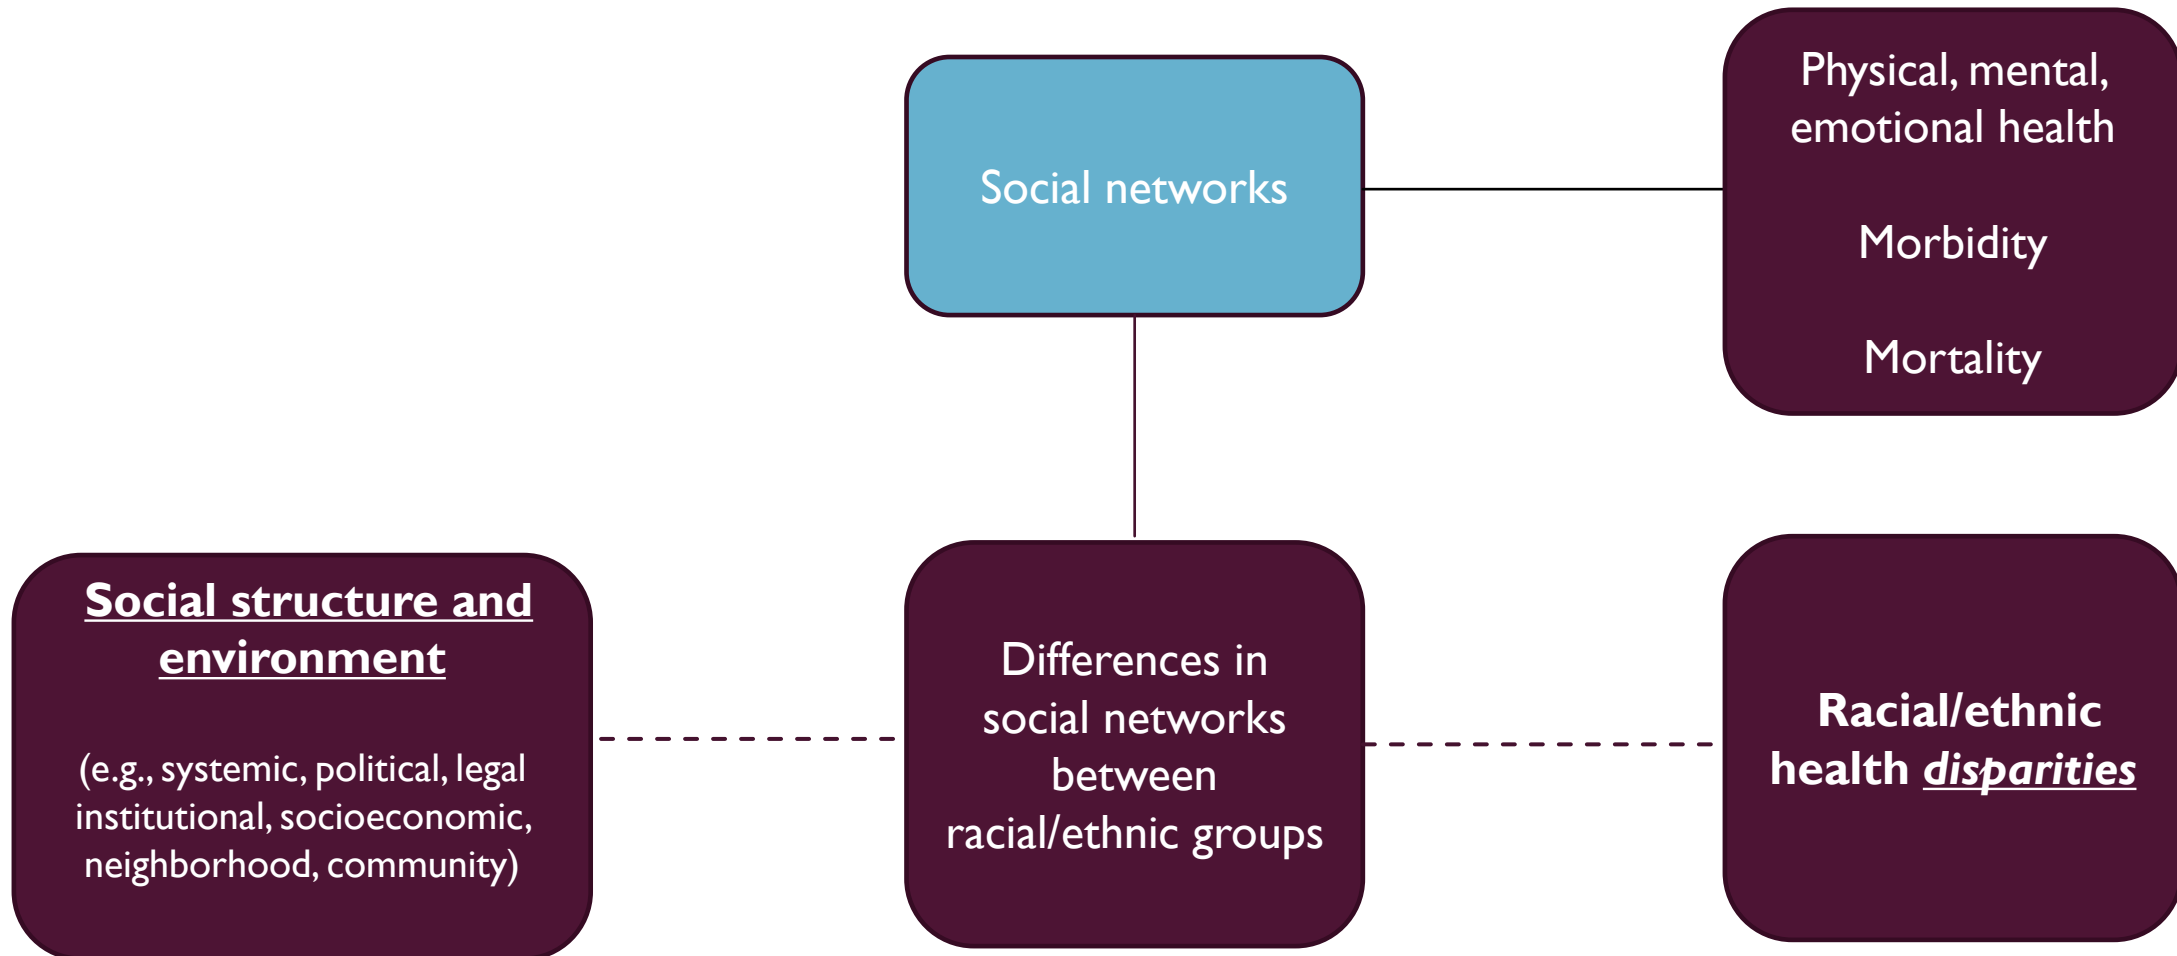 Social networks
Physical, mental,
emotional health
Morbidity
Mortality
Social structure and
environment
(e.g., systemic, political, legal
institutional, socioeconomic,
neighborhood, community)
Differences in
social networks
between
racial/ethnic groups
Racial/ethnic
health disparities